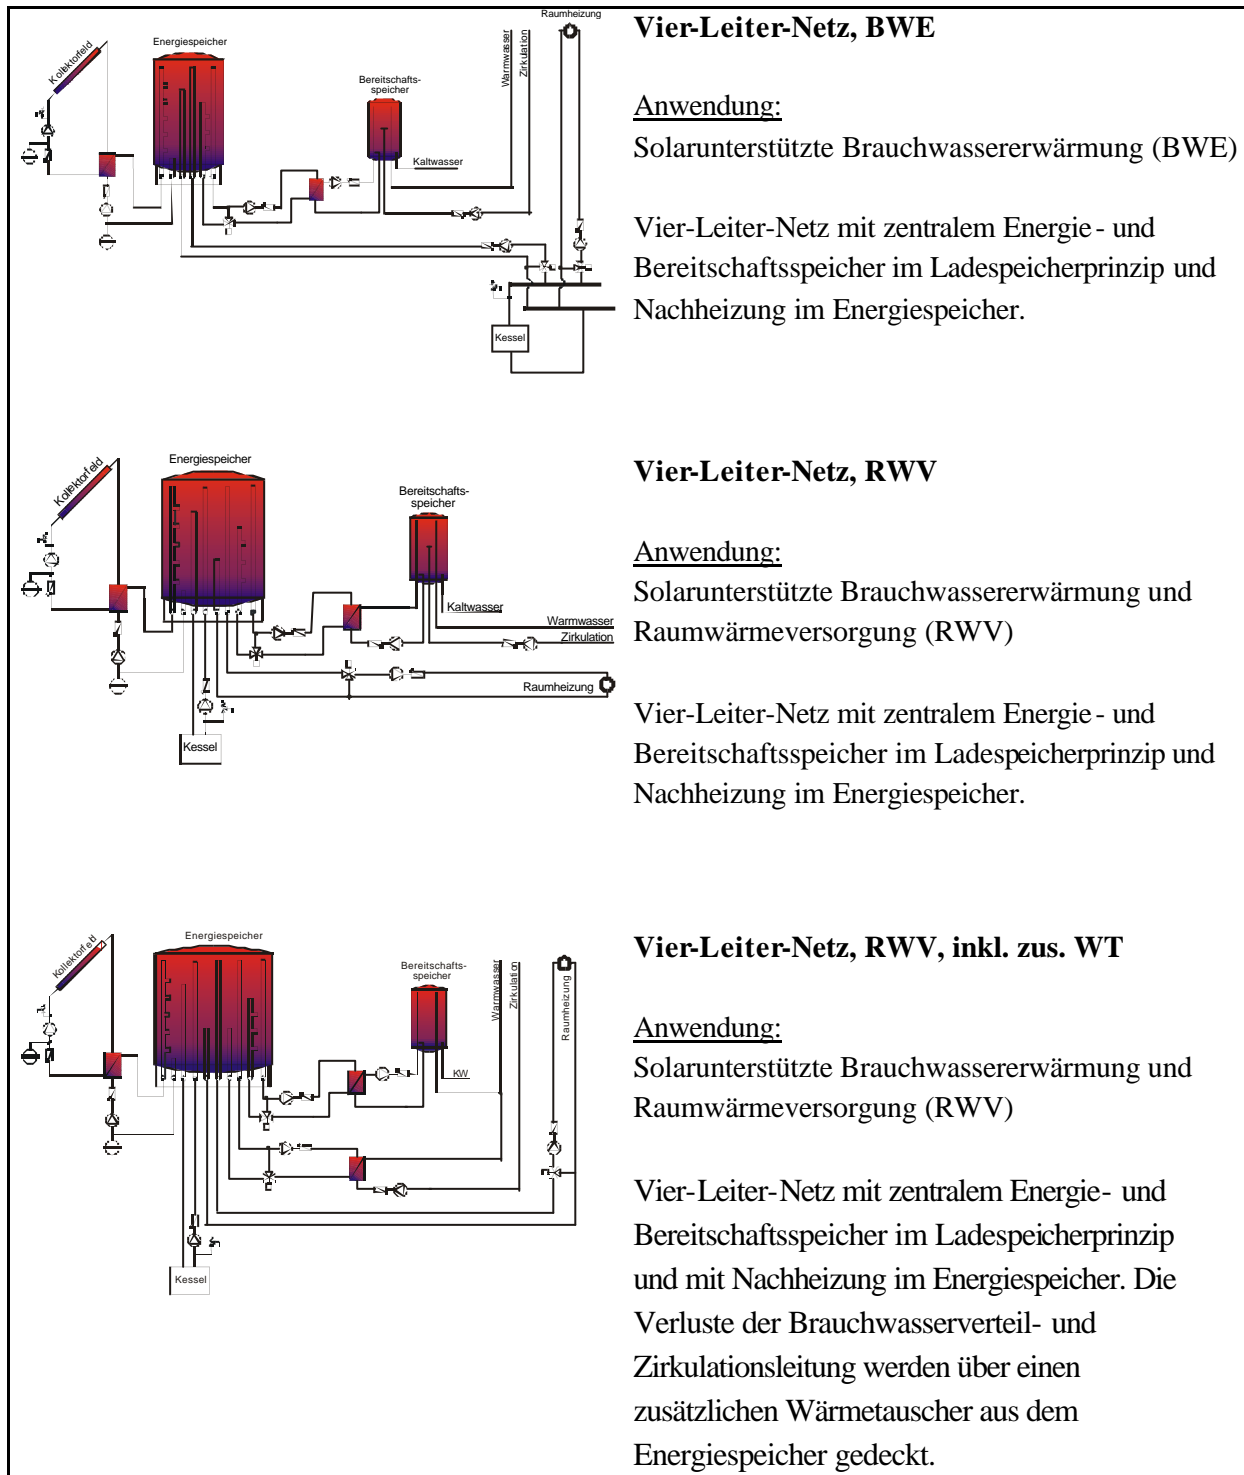 Kollektorfeld
Energiespeicher
Bereitschafts-
speicher
Kaltwasser
Warmwasser
Zirkulation
Raumheizung
Kessel
Vier-Leiter-Netz, BWE
Anwendung:
Solarunterstützte Brauchwassererwärmung (BWE)
Vier-Leiter-Netz mit zentralem Energie- und
Bereitschaftsspeicher im Ladespeicherprinzip und
Nachheizung im Energiespeicher.
Kollektorfeld
Energiespeicher
Bereitschafts-
speicher
Kaltwasser
Warmwasser
Zirkulation
Raumheizung
Kessel
Vier-Leiter-Netz, RWV
Anwendung:
Solarunterstützte Brauchwassererwärmung und
Raumwärmeversorgung (RWV)
Vier-Leiter-Netz mit zentralem Energie- und
Bereitschaftsspeicher im Ladespeicherprinzip und
Nachheizung im Energiespeicher.
Kollektorfeld
Energiespeicher
Bereitschafts-
speicher
KW
Warmwasser
Zirkulation
Raumheizung
Kessel
Vier-Leiter-Netz, RWV, inkl. zus. WT
Anwendung:
Solarunterstützte Brauchwassererwärmung und
Raumwärmeversorgung (RWV)
Vier-Leiter-Netz mit zentralem Energie- und
Bereitschaftsspeicher im Ladespeicherprinzip
und mit Nachheizung im Energiespeicher. Die
Verluste der Brauchwasserverteil- und
Zirkulationsleitung werden über einen
zusätzlichen Wärmetauscher aus dem
Energiespeicher gedeckt.